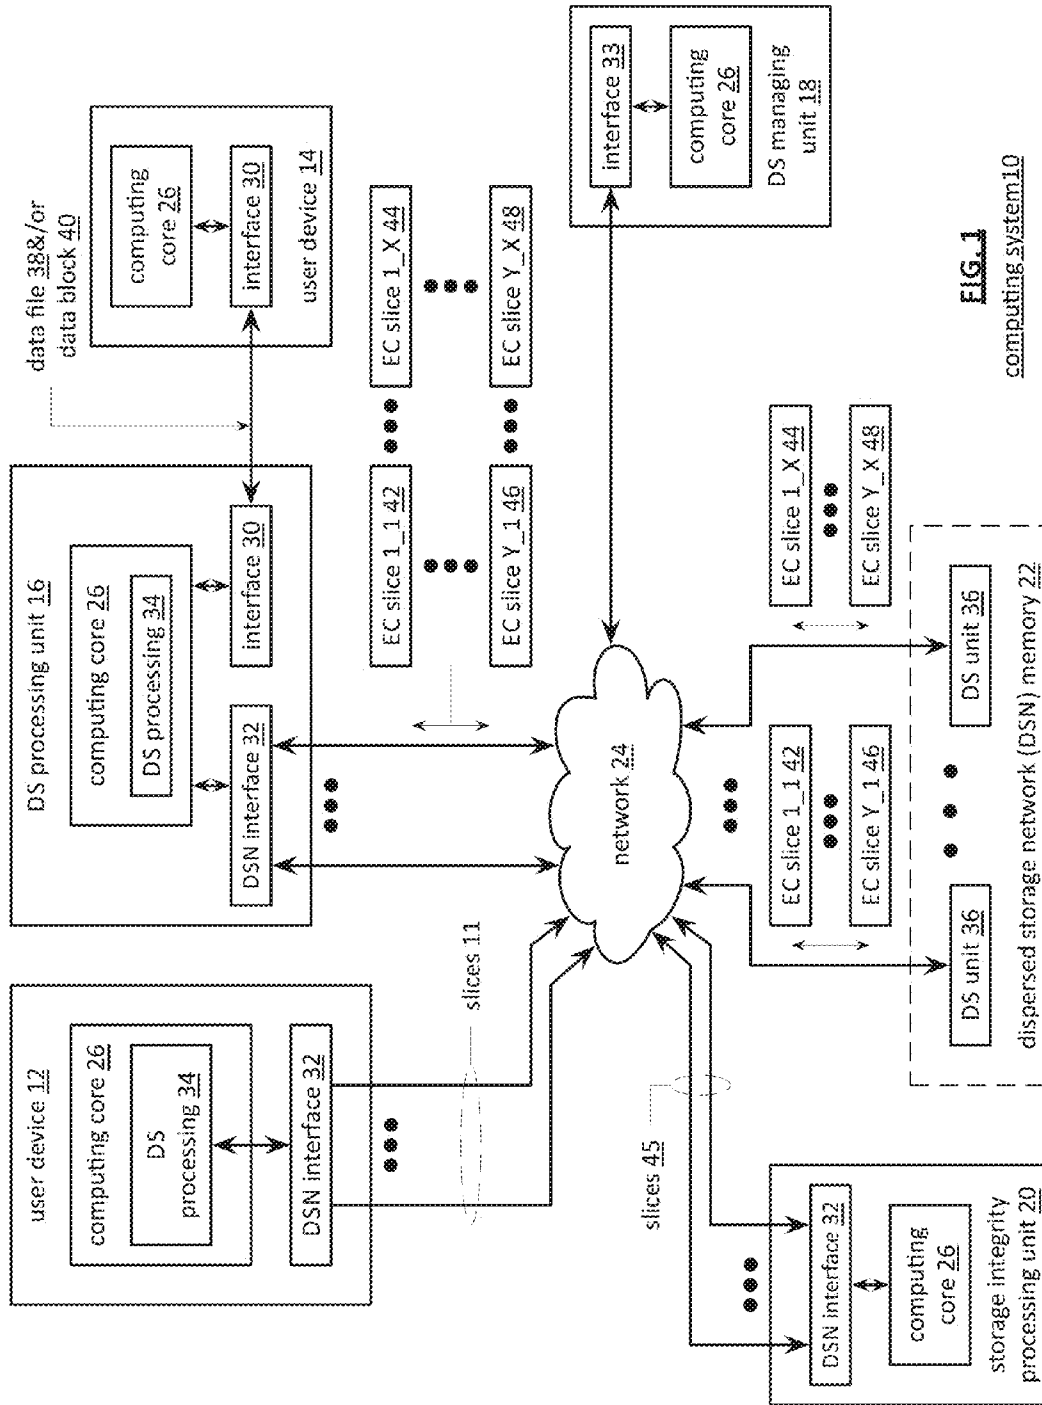 user device 12
computing core 26
DS
processing 34
DSN interface 32
slices 11
DS processing unit 16
computing core 26
DS processing 34
DSN interface 32
interface 30
data file 38&/or
data block 40
computing
core 26
interface 30
user device 14
EC slice 1_1 42
EC slice 1_X 44
EC slice Y_1 46
EC slice Y_X 48
network 24
interface 33
computing
core 26
DS managing
unit 18
slices 45
DSN interface 32
computing
core 26
storage integrity
processing unit 20
EC slice 1_1 42
EC slice Y_1 46
EC slice 1_X 44
EC slice Y_X 48
DS unit 36
DS unit 36
dispersed storage network (DSN) memory 22
FIG. 1
computing system10